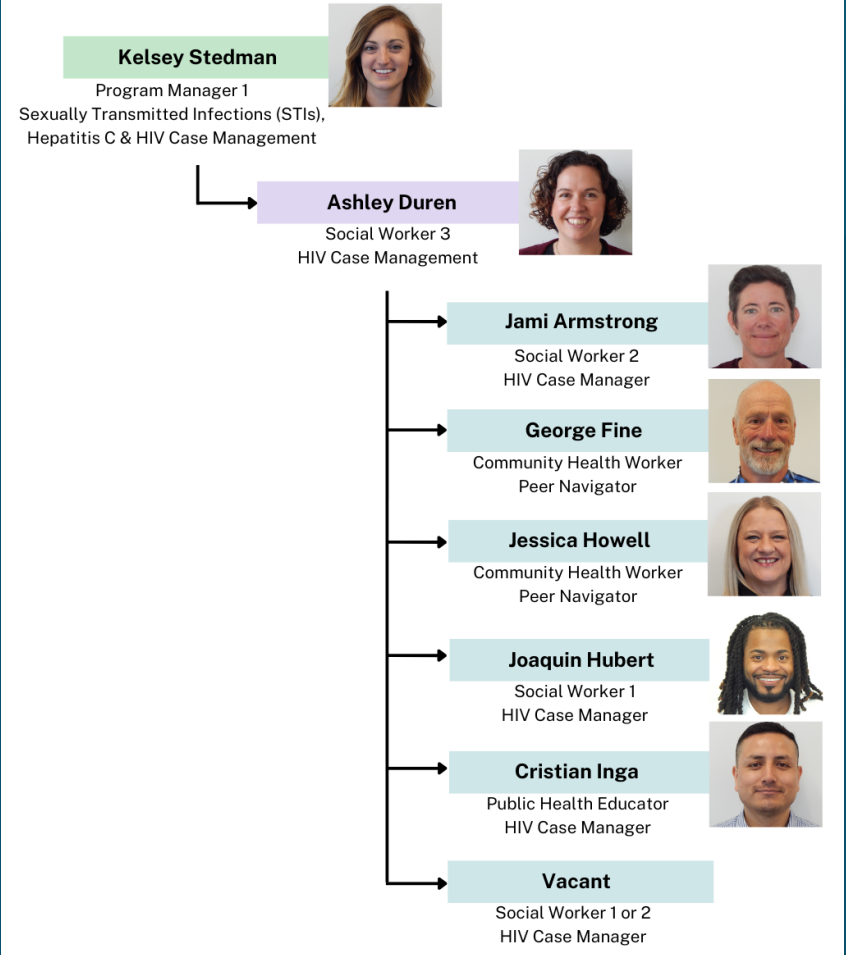 Kelsey Stedman
Program Manager 1
Sexually Transmitted Infections (STIs),
Hepatitis C & HIV Case Management
Ashley Duren
Social Worker 3
HIV Case Management
Jami Armstrong
Social Worker 2
HIV Case Manager
George Fine
Community Health Worker
Peer Navigator
Jessica Howell
Community Health Worker
Peer Navigator
Joaquin Hubert
Social Worker 1
HIV Case Manager
Cristian Inga
Public Health Educator
HIV Case Manager
Vacant
Social Worker 1 or 2
HIV Case Manager